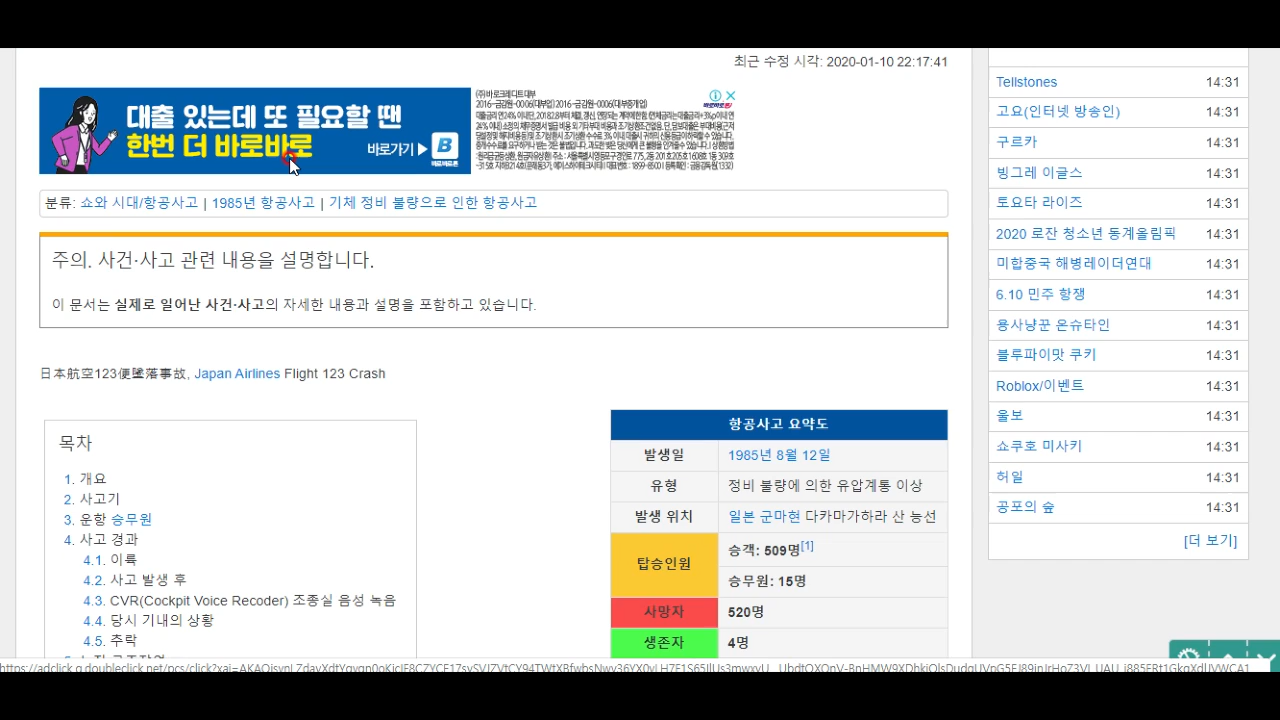 최근 수정 시각: 2020-01-10 22:17:41
대출 있는데 또 필요할 땐
한번 더 바로바로
바로가기
B
(주)바로크레디트대부
분류: 쇼와 시대/항공사고 | 1985년 항공사고 | 기체 정비 불량으로 인한 항공사고
주의. 사건·사고 관련 내용을 설명합니다.
이 문서는 실제로 일어난 사건·사고의 자세한 내용과 설명을 포함하고 있습니다.
日本航空123便墜落事故, Japan Airlines Flight 123 Crash
목차
1. 개요
2. 사고기
3. 운항 승무원
4. 사고 경과
4.1. 이륙
4.2. 사고 발생 후
4.3. CVR(Cockpit Voice Recorder) 조종실 음성 녹음
4.4. 당시 기내의 상황
4.5. 추락
항공사고 요약도
발생일 1985년 8월 12일
유형 정비 불량에 의한 유압계통 이상
발생 위치 일본 군마현 다카마가하라 산 능선
탑승인원 승객: 509명[1]
승무원: 15명
사망자 520명
생존자 4명
Tellstones 14:31
고요(인터넷 방송인) 14:31
구르카 14:31
빙그레 이글스 14:31
토요타 라이즈 14:31
2020 로잔 청소년 동계올림픽 14:31
미합중국 해병레이더연대 14:31
6.10 민주 항쟁 14:31
용사냥꾼 온슈타인 14:31
블루파이맛 쿠키 14:31
Roblox/이벤트 14:31
울보 14:31
쇼쿠호 미사키 14:31
허일 14:31
공포의 숲 14:31
[더 보기]